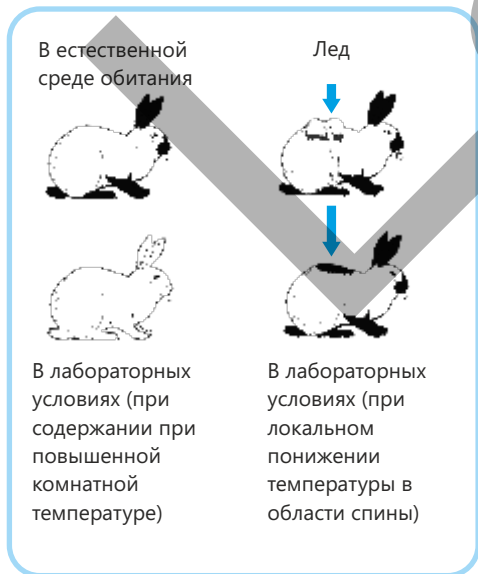 В естественной
среде обитания
Лед
В лабораторных
условиях (при
содержании при
повышенной
комнатной
температуре)
В лабораторных
условиях (при
локальном
понижении
температуры в
области спины)